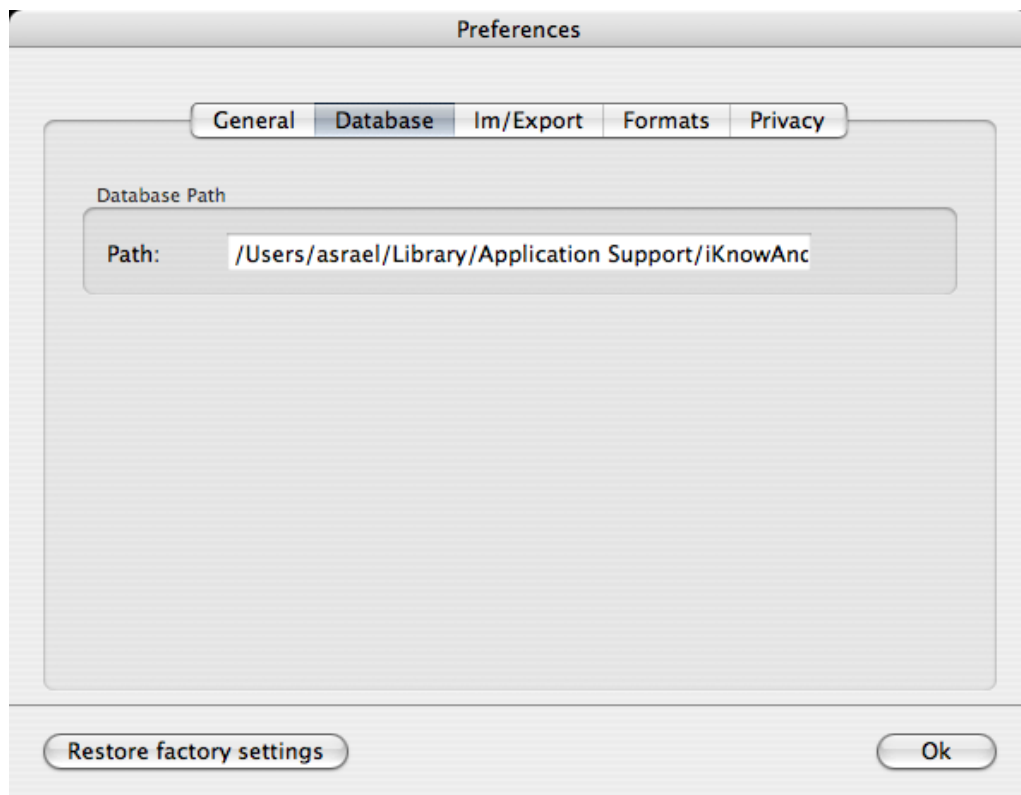 Preferences
General Database Im/Export Formats Privacy
Database Path
Path: /Users/asrael/Library/Application Support/iKnowAnd
Restore factory settings Ok